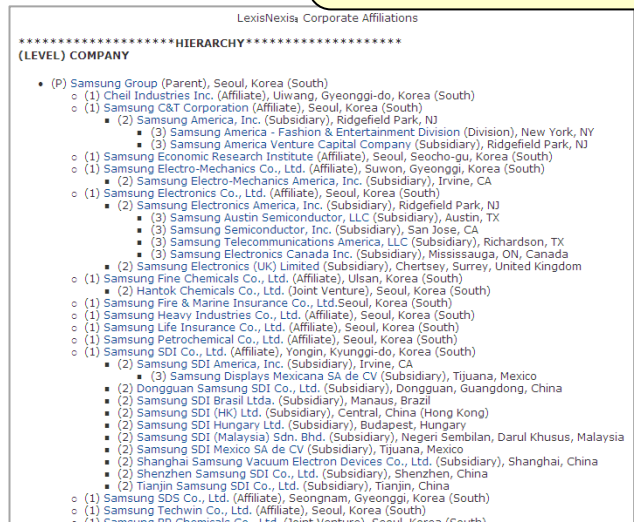 LexisNexis® Corporate Affiliations
********************HIERARCHY********************
(LEVEL) COMPANY
• (P) Samsung Group (Parent), Seoul, Korea (South)
o (1) Cheil Industries Inc. (Affiliate), Uiwang, Gyeonggi-do, Korea (South)
o (1) Samsung C&T Corporation (Affiliate), Seoul, Korea (South)
▪ (2) Samsung America, Inc. (Subsidiary), Ridgefield Park, NJ
▪ (3) Samsung America - Fashion & Entertainment Division (Division), New York, NY
▪ (3) Samsung America Venture Capital Company (Subsidiary), Ridgefield Park, NJ
o (1) Samsung Economic Research Institute (Affiliate), Seoul, Seocho-gu, Korea (South)
o (1) Samsung Electro-Mechanics Co., Ltd. (Affiliate), Suwon, Gyeonggi, Korea (South)
▪ (2) Samsung Electro-Mechanics America, Inc. (Subsidiary), Irvine, CA
o (1) Samsung Electronics Co., Ltd. (Affiliate), Seoul, Korea (South)
▪ (2) Samsung Electronics America, Inc. (Subsidiary), Ridgefield Park, NJ
▪ (3) Samsung Austin Semiconductor, LLC (Subsidiary), Austin, TX
▪ (3) Samsung Semiconductor, Inc. (Subsidiary), San Jose, CA
▪ (3) Samsung Telecommunications America, LLC (Subsidiary), Richardson, TX
▪ (3) Samsung Electronics Canada Inc. (Subsidiary), Mississauga, ON, Canada
▪ (2) Samsung Electronics (UK) Limited (Subsidiary), Chertsey, Surrey, United Kingdom
o (1) Samsung Fine Chemicals Co., Ltd. (Affiliate), Ulsan, Korea (South)
▪ (2) Hantok Chemicals Co., Ltd. (Joint Venture), Seoul, Korea (South)
o (1) Samsung Fire & Marine Insurance Co., Ltd.Seoul, Korea (South)
o (1) Samsung Heavy Industries Co., Ltd. (Affiliate), Seoul, Korea (South)
o (1) Samsung Life Insurance Co., Ltd. (Affiliate), Seoul, Korea (South)
o (1) Samsung Petrochemical Co., Ltd. (Affiliate), Seoul, Korea (South)
o (1) Samsung SDI Co., Ltd. (Affiliate), Yongin, Kyunggi-do, Korea (South)
▪ (2) Samsung SDI America, Inc. (Subsidiary), Irvine, CA
▪ (3) Samsung Displays Mexicana SA de CV (Subsidiary), Tijuana, Mexico
▪ (2) Dongguan Samsung SDI Co., Ltd. (Subsidiary), Dongguan, Guangdong, China
▪ (2) Samsung SDI Brasil Ltda. (Subsidiary), Manaus, Brazil
▪ (2) Samsung SDI (HK) Ltd. (Subsidiary), Central, China (Hong Kong)
▪ (2) Samsung SDI Hungary Ltd. (Subsidiary), Budapest, Hungary
▪ (2) Samsung SDI (Malaysia) Sdn. Bhd. (Subsidiary), Negeri Sembilan, Darul Khusus, Malaysia
▪ (2) Samsung SDI Mexico SA de CV (Subsidiary), Tijuana, Mexico
▪ (2) Shanghai Samsung Vacuum Electron Devices Co., Ltd. (Subsidiary), Shanghai, China
▪ (2) Shenzhen Samsung SDI Co., Ltd. (Subsidiary), Shenzhen, China
▪ (2) Tianjin Samsung SDI Co., Ltd. (Subsidiary), Tianjin, China
o (1) Samsung SDS Co., Ltd. (Affiliate), Seongnam, Gyeonggi, Korea (South)
o (1) Samsung Techwin Co., Ltd. (Affiliate), Seoul, Korea (South)
o (1) Samsung BP Chemicals Co., Ltd. (Joint Venture), Seoul, Korea (South)